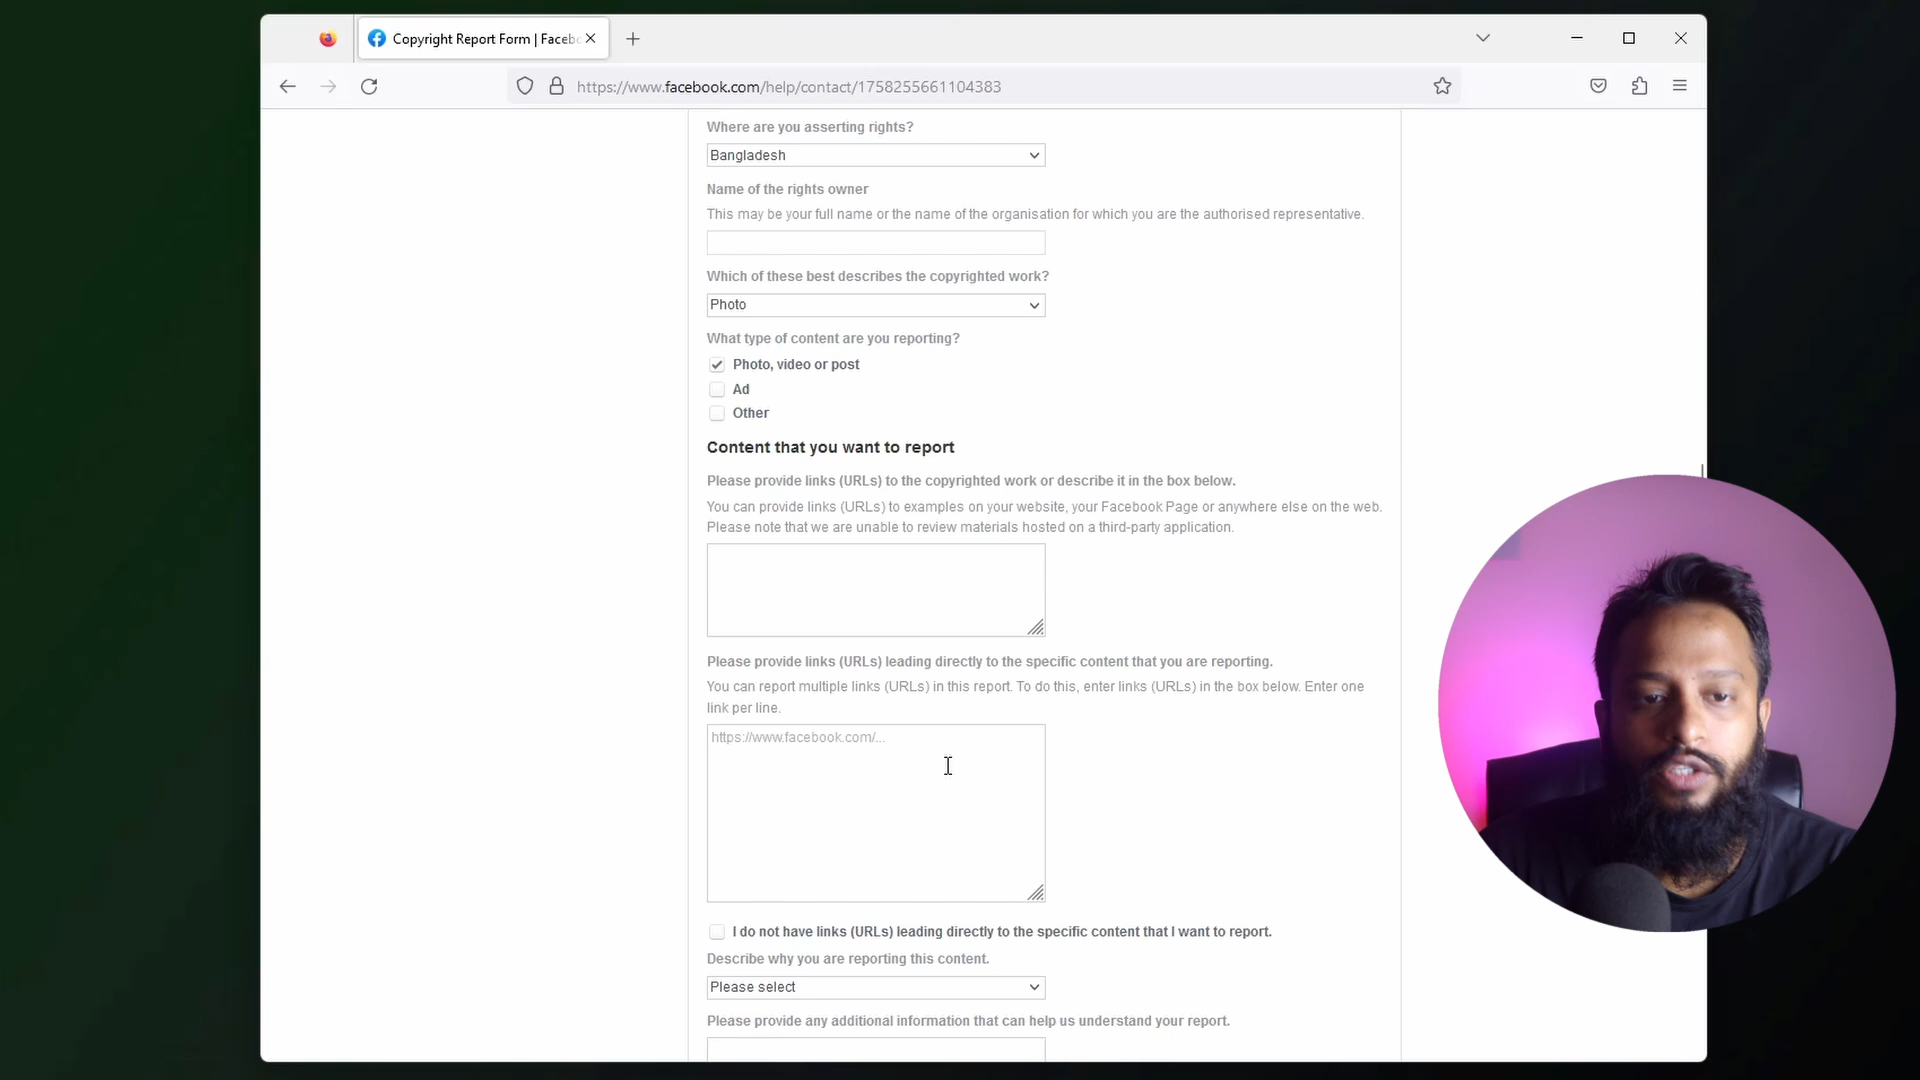 Copyright Report Form | Faceb
https://www.facebook.com/help/contact/1758255661104383
Where are you asserting rights?
Bangladesh
Name of the rights owner
This may be your full name or the name of the organisation for which you are the authorised representative.
Which of these best describes the copyrighted work?
Photo
What type of content are you reporting?
Photo, video or post
Ad
Other
Content that you want to report
Please provide links (URLs) to the copyrighted work or describe it in the box below.
You can provide links (URLs) to examples on your website, your Facebook Page or anywhere else on the web.
Please note that we are unable to review materials hosted on a third-party application.
Please provide links (URLs) leading directly to the specific content that you are reporting.
You can report multiple links (URLs) in this report. To do this, enter links (URLs) in the box below. Enter one
link per line.
https://www.facebook.com/...
I do not have links (URLs) leading directly to the specific content that I want to report.
Describe why you are reporting this content.
Please select
Please provide any additional information that can help us understand your report.